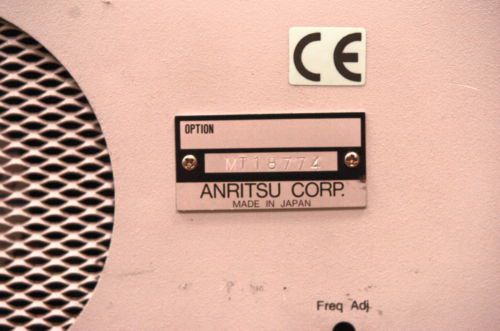 CE
OPTION
MT18774
ANRITSU CORP.
MADE IN JAPAN
Freq Adj